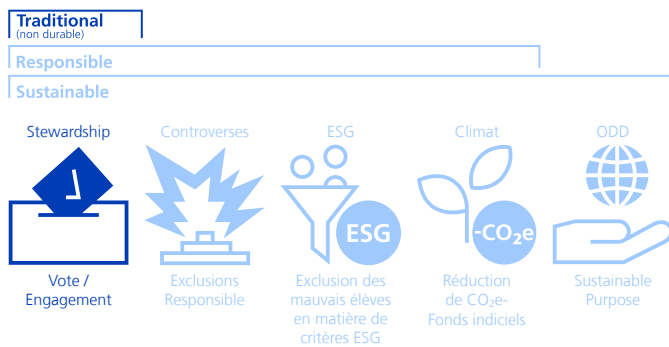 Traditional
(non durable)
Responsible
Sustainable
Stewardship
Controverses
ESG
Climat
ODD
ESG
-CO₂e
Vote /
Engagement
Exclusions
Responsible
Exclusion des
mauvais élèves
en matière de
critères ESG
Réduction
de CO₂e-
Fonds indiciels
Sustainable
Purpose